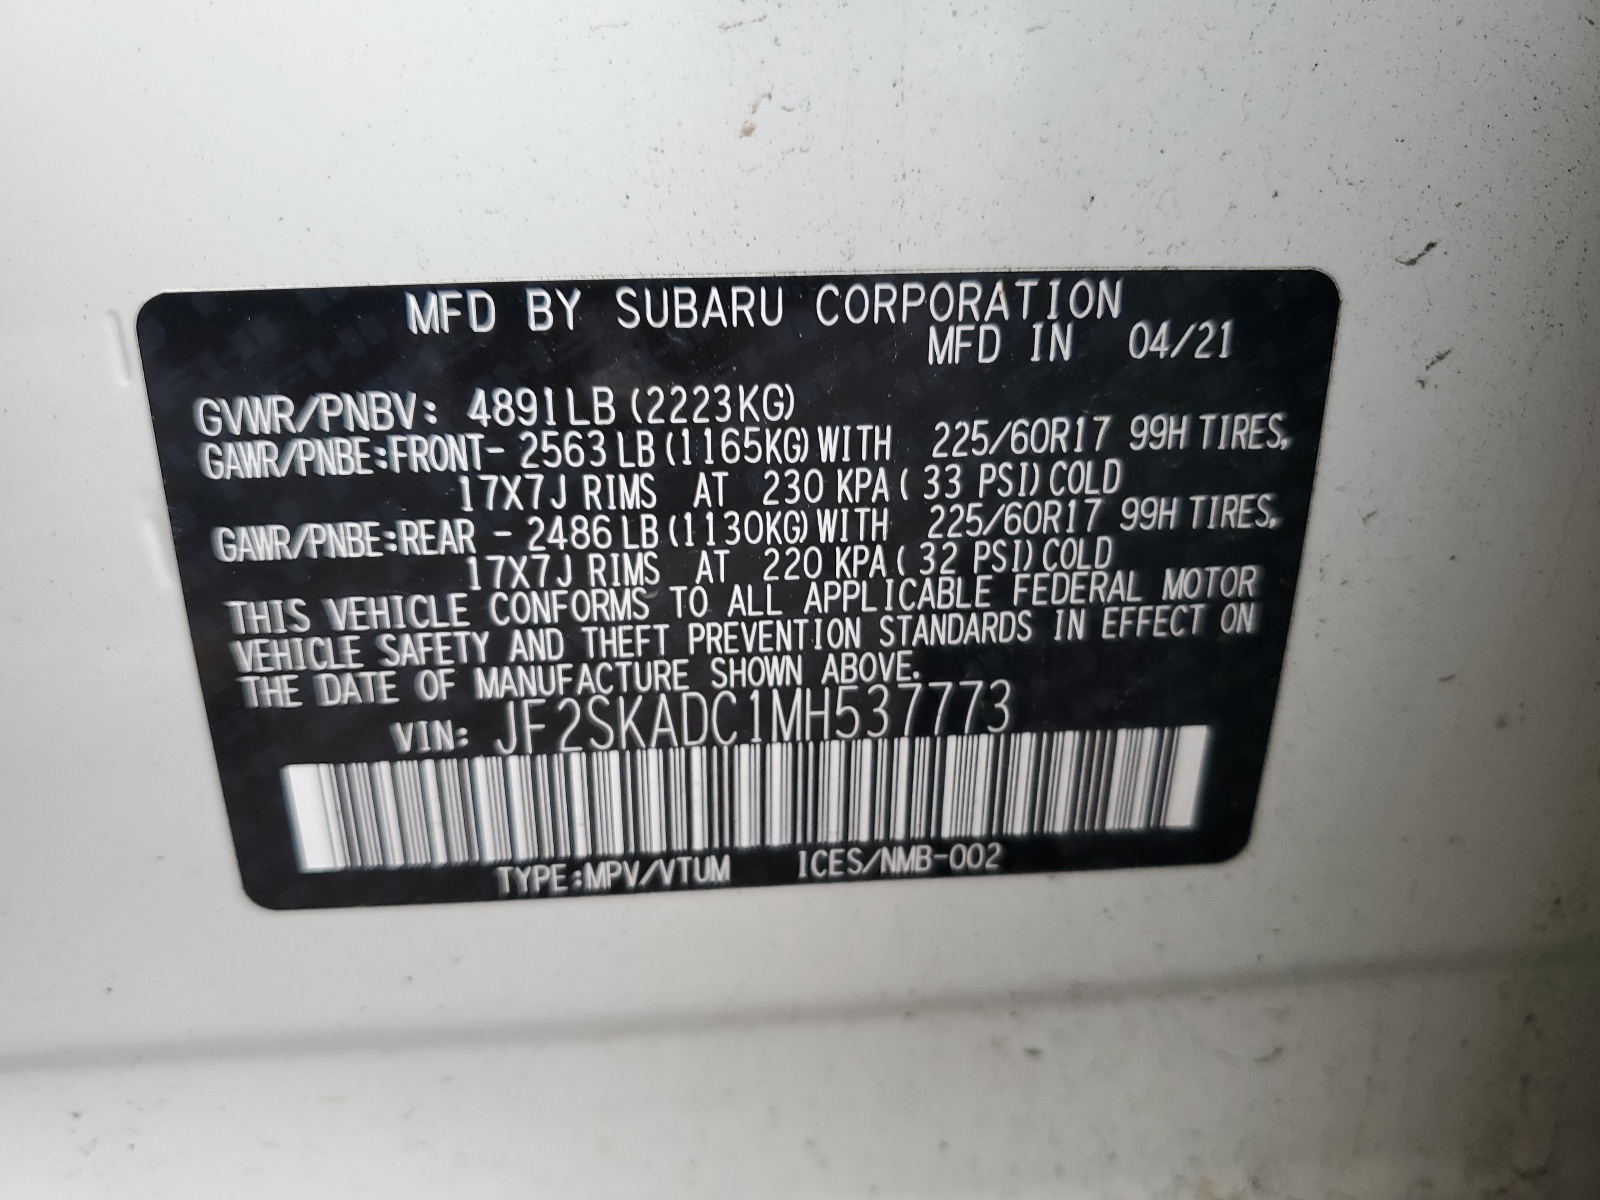 MFD BY SUBARU CORPORATION
MFD IN 04/21
GVWR/PNBV: 4891LB (2223KG)
GAWR/PNBE:FRONT- 2563 LB (1165KG) WITH 225/60R17 99H TIRES,
17X7J RIMS AT 230 KPA ( 33 PSI) COLD
GAWR/PNBE:REAR - 2486 LB (1130KG) WITH 225/60R17 99H TIRES,
17X7J RIMS AT 220 KPA ( 32 PSI) COLD
THIS VEHICLE CONFORMS TO ALL APPLICABLE FEDERAL MOTOR
VEHICLE SAFETY AND THEFT PREVENTION STANDARDS IN EFFECT ON
THE DATE OF MANUFACTURE SHOWN ABOVE.
VIN: JF2SKADC1MH537773
TYPE:MPV/VTUM ICES/NMB-002